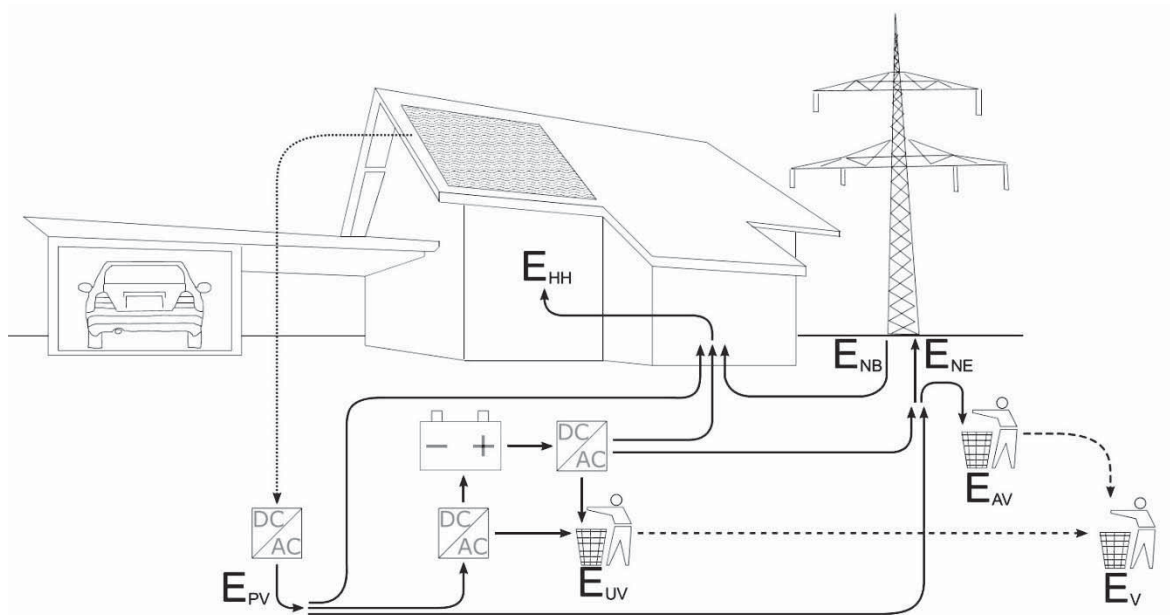 E_HH
E_NB
E_NE
− +
DC
AC
E_AV
DC
AC
DC
AC
E_PV
E_UV
E_V